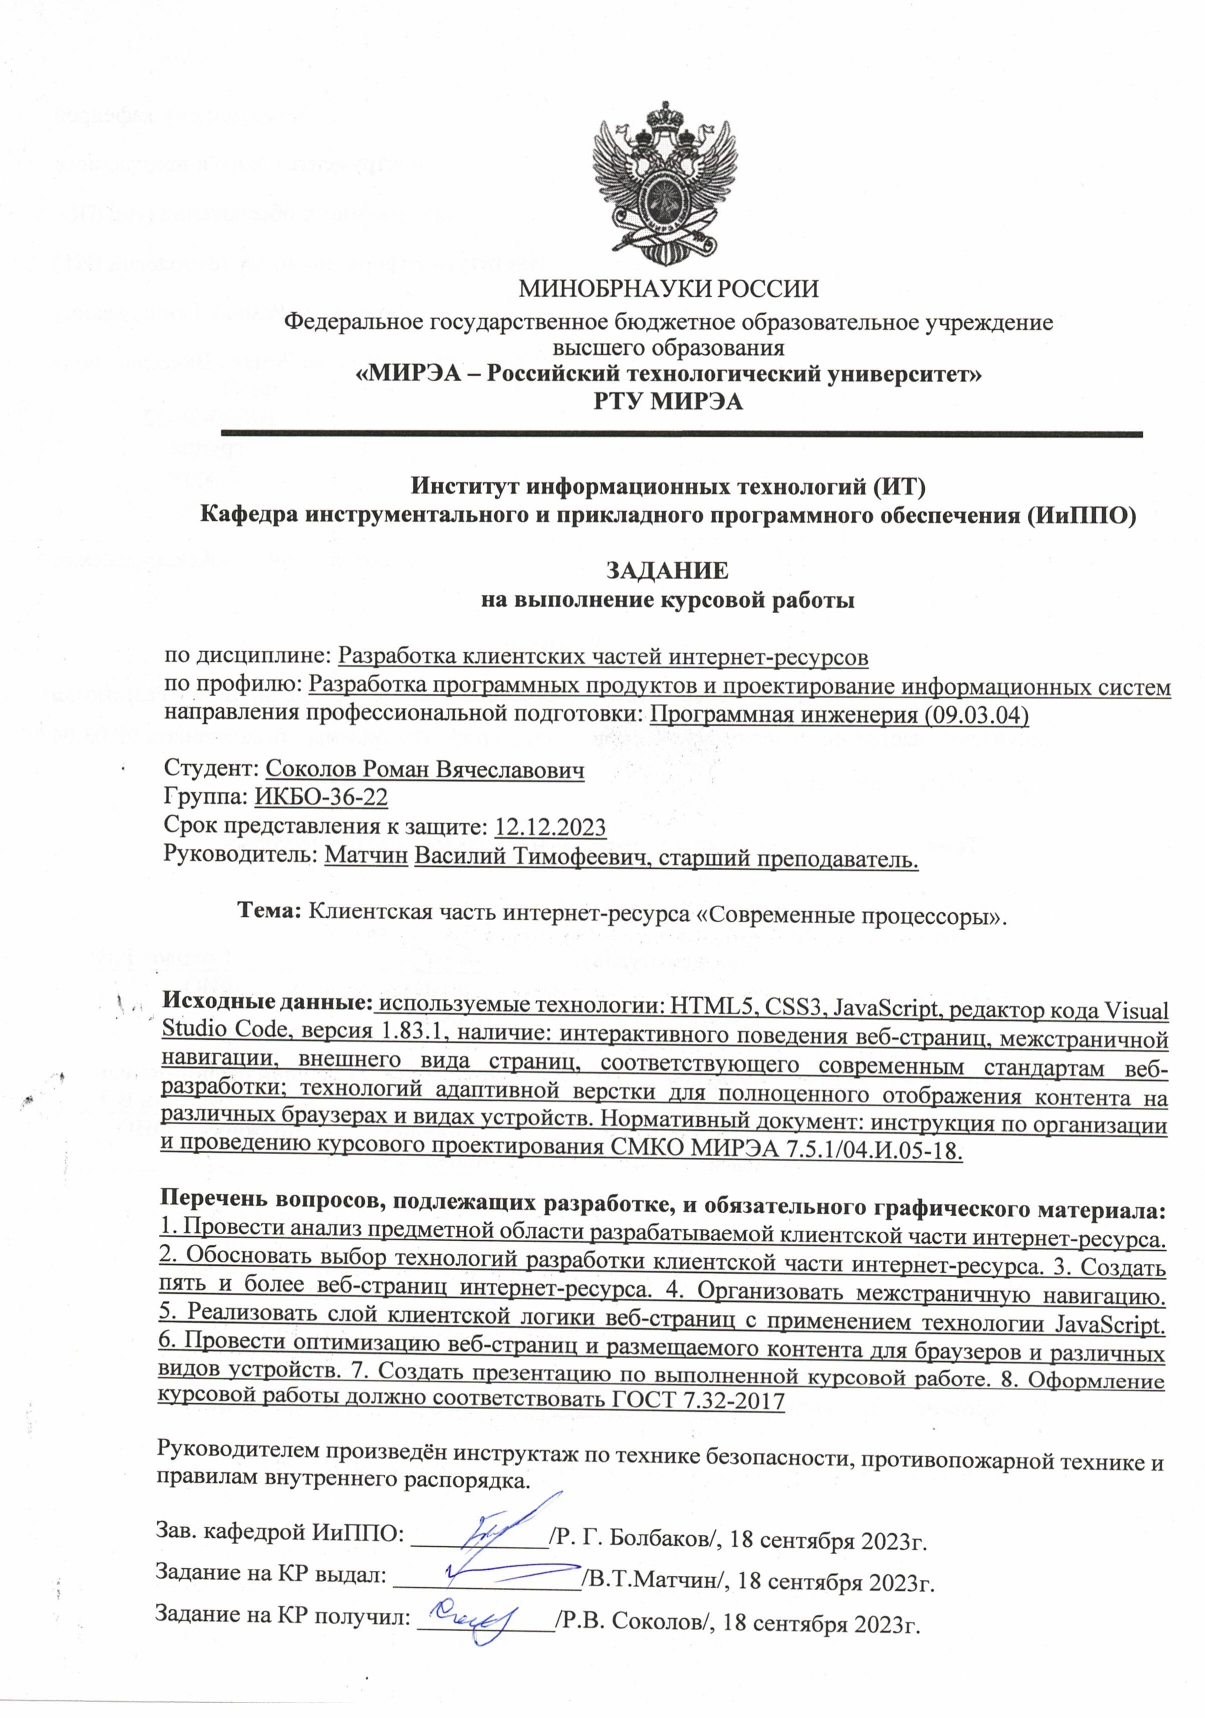 МИРЭА
МИНОБРНАУКИ РОССИИ
Федеральное государственное бюджетное образовательное учреждение
высшего образования
«МИРЭА – Российский технологический университет»
РТУ МИРЭА
Институт информационных технологий (ИТ)
Кафедра инструментального и прикладного программного обеспечения (ИиППО)
ЗАДАНИЕ
на выполнение курсовой работы
по дисциплине: Разработка клиентских частей интернет-ресурсов
по профилю: Разработка программных продуктов и проектирование информационных систем
направления профессиональной подготовки: Программная инженерия (09.03.04)
Студент: Соколов Роман Вячеславович
Группа: ИКБО-36-22
Срок представления к защите: 12.12.2023
Руководитель: Матчин Василий Тимофеевич, старший преподаватель.
Тема: Клиентская часть интернет-ресурса «Современные процессоры».
Исходные данные: используемые технологии: HTML5, CSS3, JavaScript, редактор кода Visual
Studio Code, версия 1.83.1, наличие: интерактивного поведения веб-страниц, межстраничной
навигации, внешнего вида страниц, соответствующего современным стандартам веб-
разработки; технологий адаптивной верстки для полноценного отображения контента на
различных браузерах и видах устройств. Нормативный документ: инструкция по организации
и проведению курсового проектирования СМКО МИРЭА 7.5.1/04.И.05-18.
Перечень вопросов, подлежащих разработке, и обязательного графического материала:
1. Провести анализ предметной области разрабатываемой клиентской части интернет-ресурса.
2. Обосновать выбор технологий разработки клиентской части интернет-ресурса. 3. Создать
пять и более веб-страниц интернет-ресурса. 4. Организовать межстраничную навигацию.
5. Реализовать слой клиентской логики веб-страниц с применением технологии JavaScript.
6. Провести оптимизацию веб-страниц и размещаемого контента для браузеров и различных
видов устройств. 7. Создать презентацию по выполненной курсовой работе. 8. Оформление
курсовой работы должно соответствовать ГОСТ 7.32-2017
Руководителем произведён инструктаж по технике безопасности, противопожарной технике и
правилам внутреннего распорядка.
Зав. кафедрой ИиППО: ___________/Р. Г. Болбаков/, 18 сентября 2023г.
Задание на КР выдал: _______________/В.Т.Матчин/, 18 сентября 2023г.
Задание на КР получил: ___________/Р.В. Соколов/, 18 сентября 2023г.